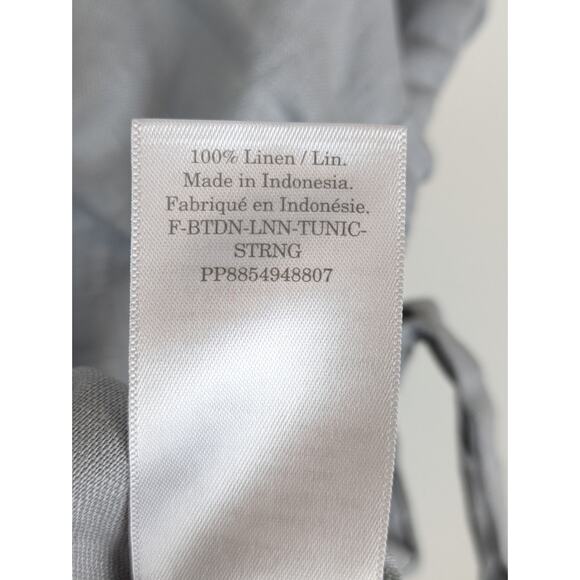 100% Linen / Lin.
Made in Indonesia.
Fabriqué en Indonésie.
F-BTDN-LNN-TUNIC-
STRNG
PP8854948807